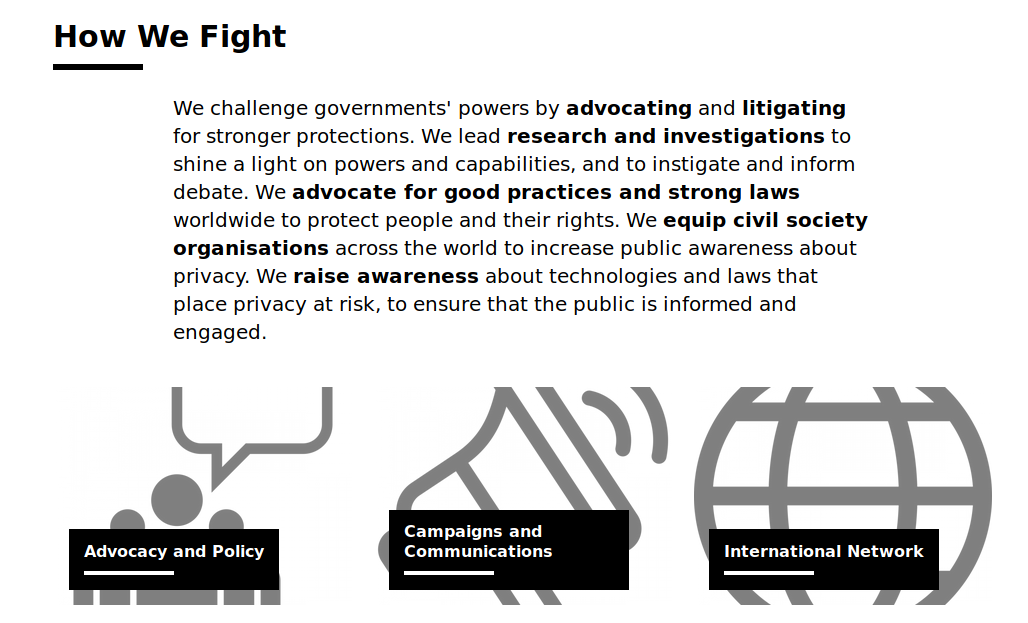 How We Fight
We challenge governments' powers by advocating and litigating
for stronger protections. We lead research and investigations to
shine a light on powers and capabilities, and to instigate and inform
debate. We advocate for good practices and strong laws
worldwide to protect people and their rights. We equip civil society
organisations across the world to increase public awareness about
privacy. We raise awareness about technologies and laws that
place privacy at risk, to ensure that the public is informed and
engaged.
Advocacy and Policy
Campaigns and
Communications
International Network